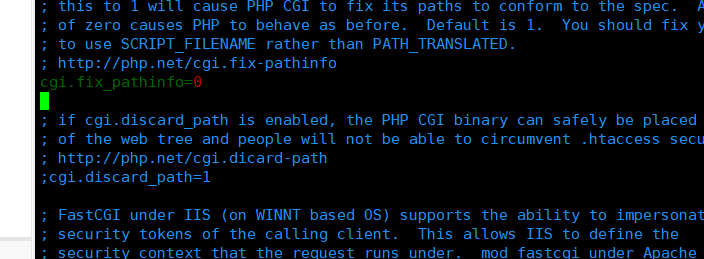 ; this to 1 will cause PHP CGI to fix its paths to conform to the spec. A
; of zero causes PHP to behave as before. Default is 1. You should fix y
; to use SCRIPT_FILENAME rather than PATH_TRANSLATED.
; http://php.net/cgi.fix-pathinfo
cgi.fix_pathinfo=0
; if cgi.discard_path is enabled, the PHP CGI binary can safely be placed
; of the web tree and people will not be able to circumvent .htaccess secu
; http://php.net/cgi.dicard-path
;cgi.discard_path=1
; FastCGI under IIS (on WINNT based OS) supports the ability to impersonat
; security tokens of the calling client. This allows IIS to define the
; security context that the request runs under. mod_fastcgi under Apache